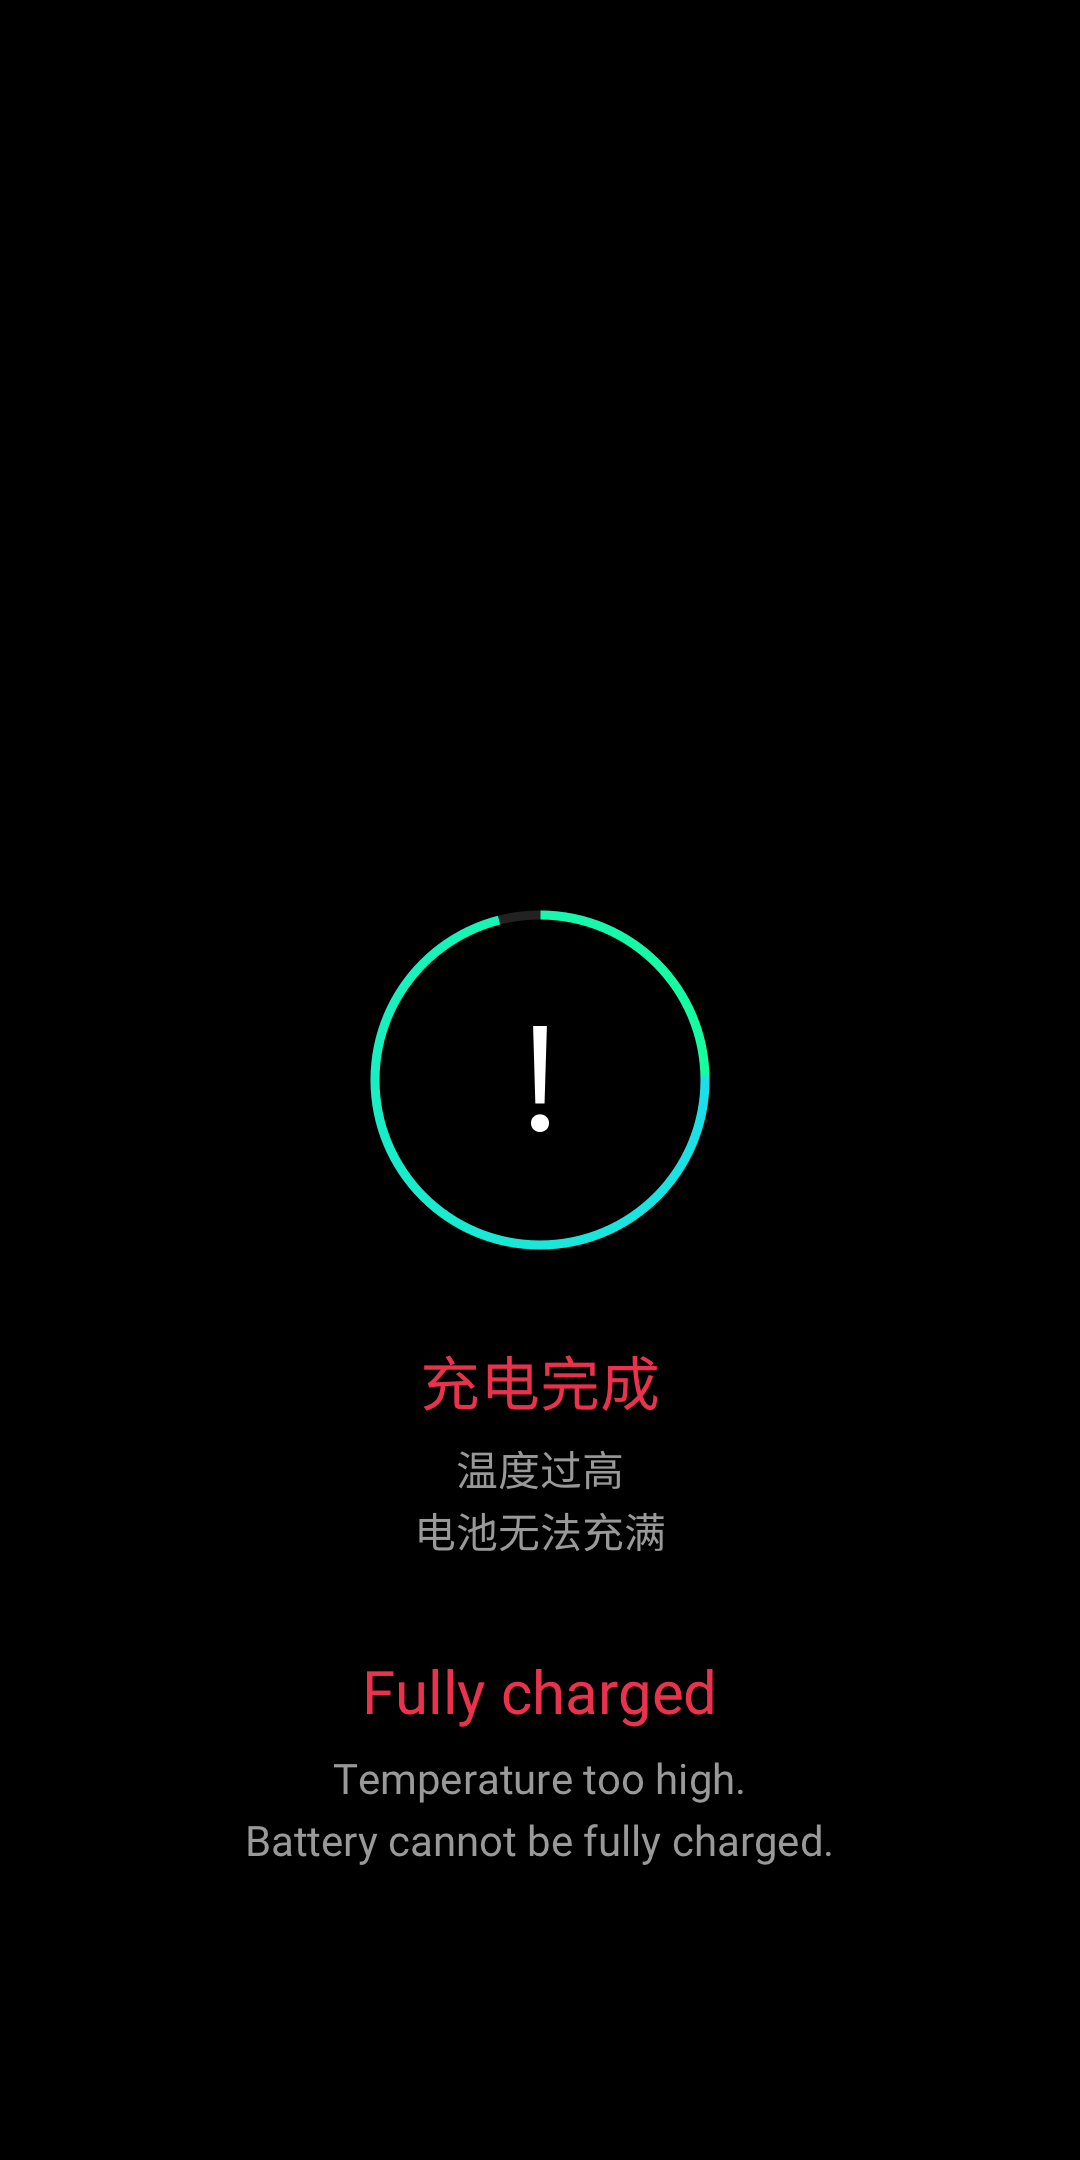 !
充电完成
温度过高
电池无法充满
Fully charged
Temperature too high.
Battery cannot be fully charged.